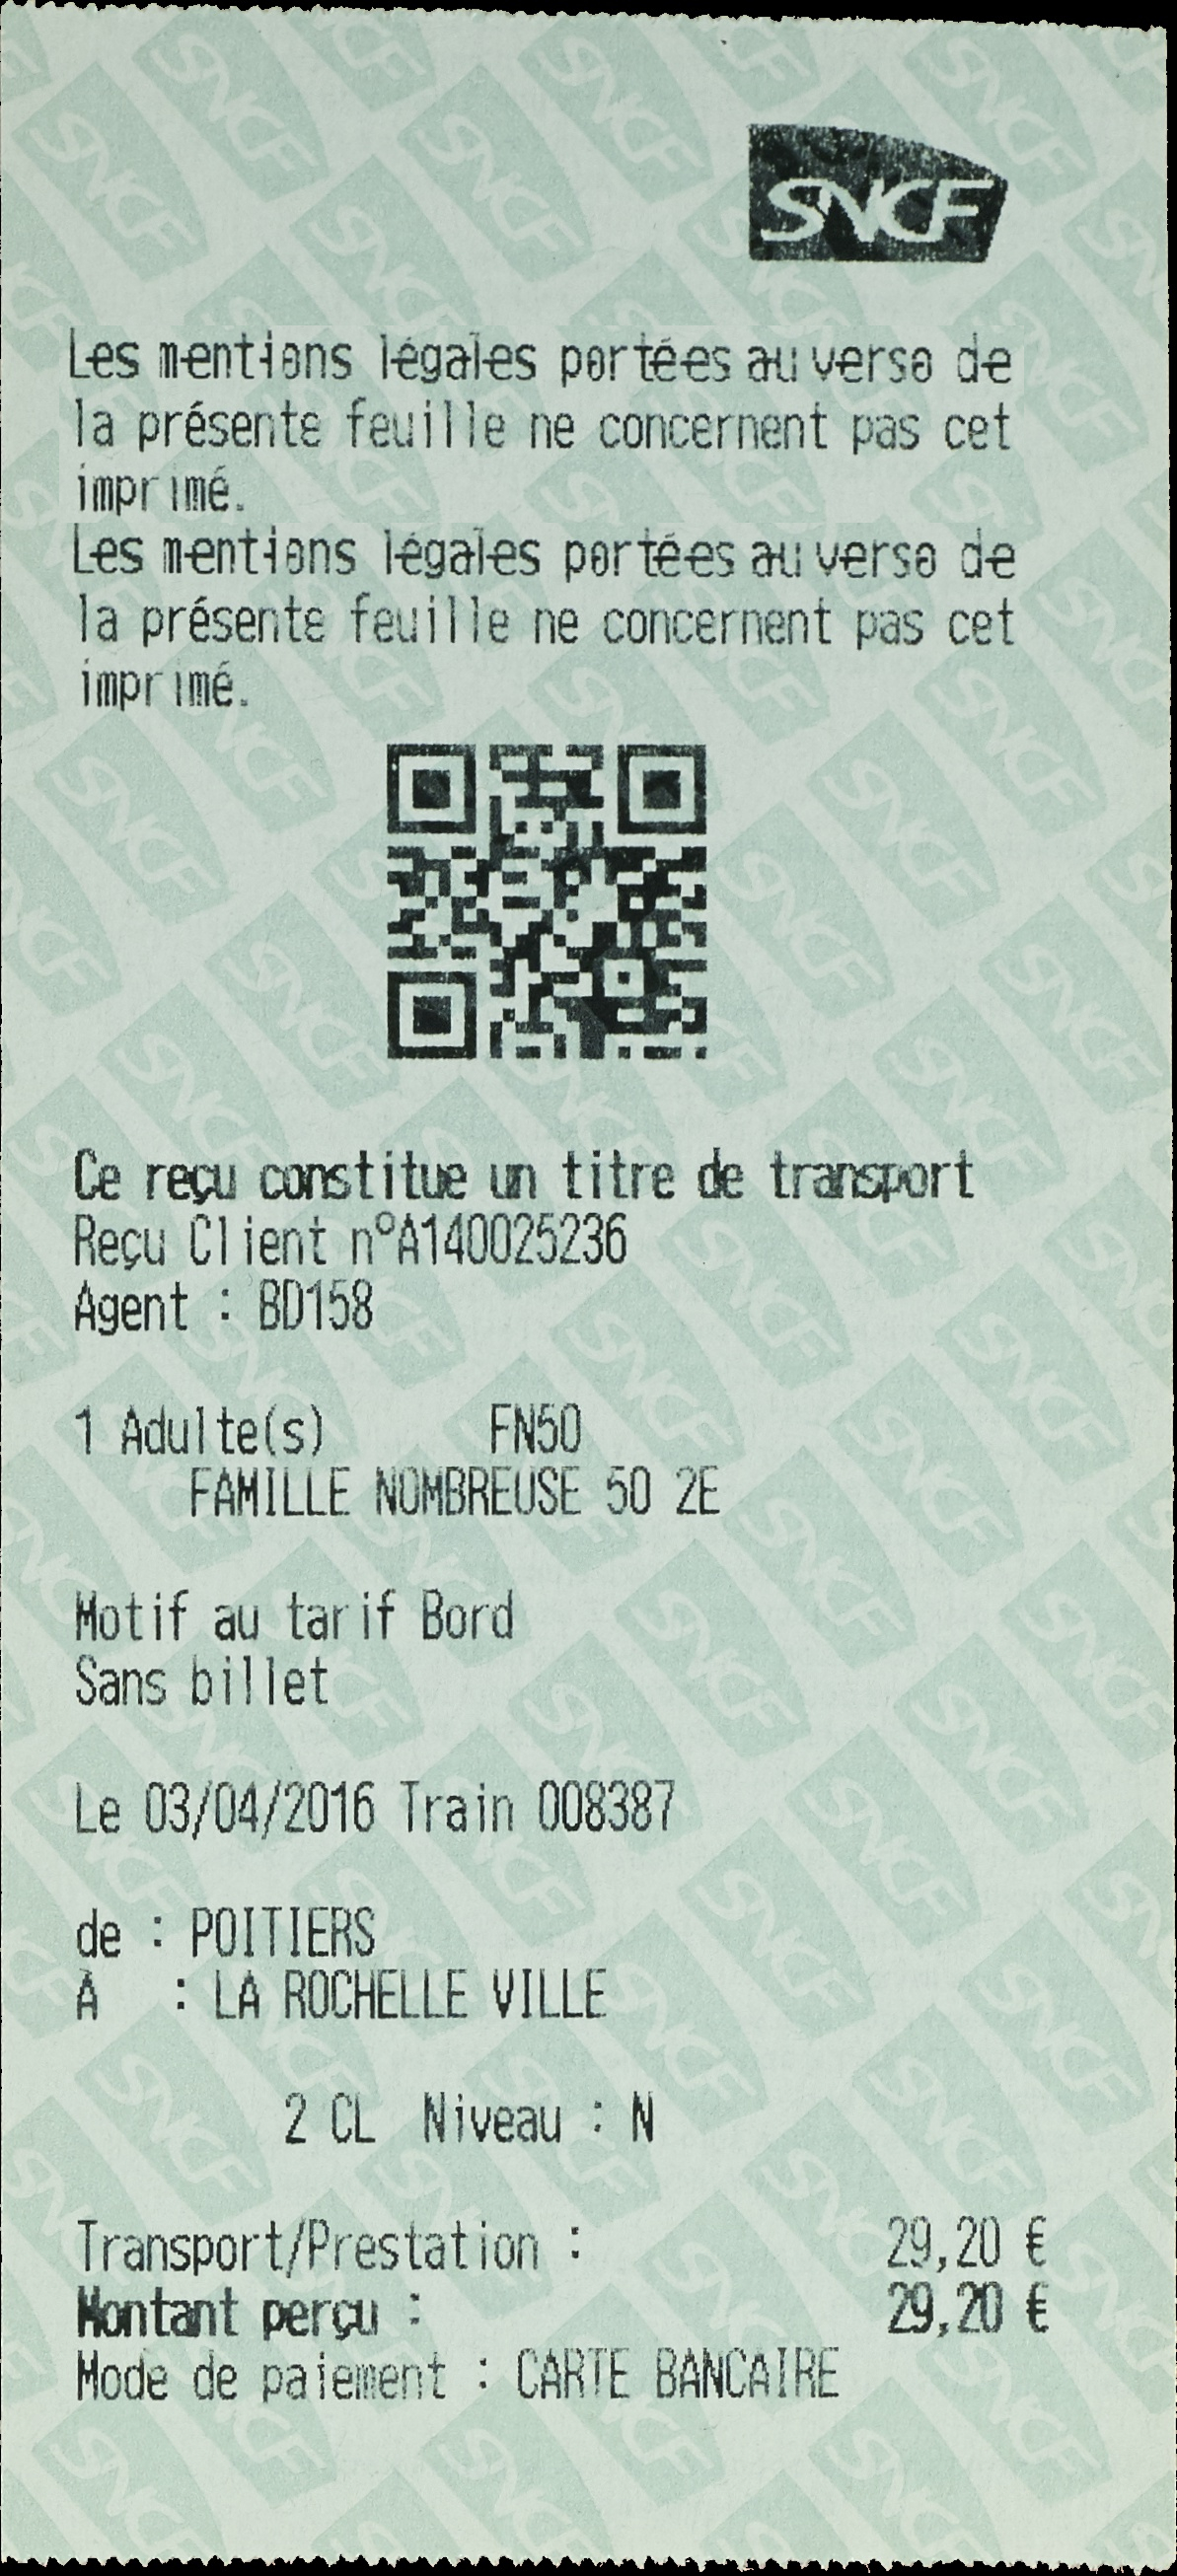 SNCF
Les mentions légales portées au verso de
la présente feuille ne concernent pas cet
imprimé.
Les mentions légales portées au verso de
la présente feuille ne concernent pas cet
imprimé.
Ce reçu constitue un titre de transport
Reçu Client n°A140025236
Agent : BD158
1 Adulte(s) FN50
FAMILLE NOMBREUSE 50 2E
Motif au tarif Bord
Sans billet
Le 03/04/2016 Train 008387
de : POITIERS
À : LA ROCHELLE VILLE
2 CL Niveau : N
Transport/Prestation : 29,20 €
Montant perçu : 29,20 €
Mode de paiement : CARTE BANCAIRE